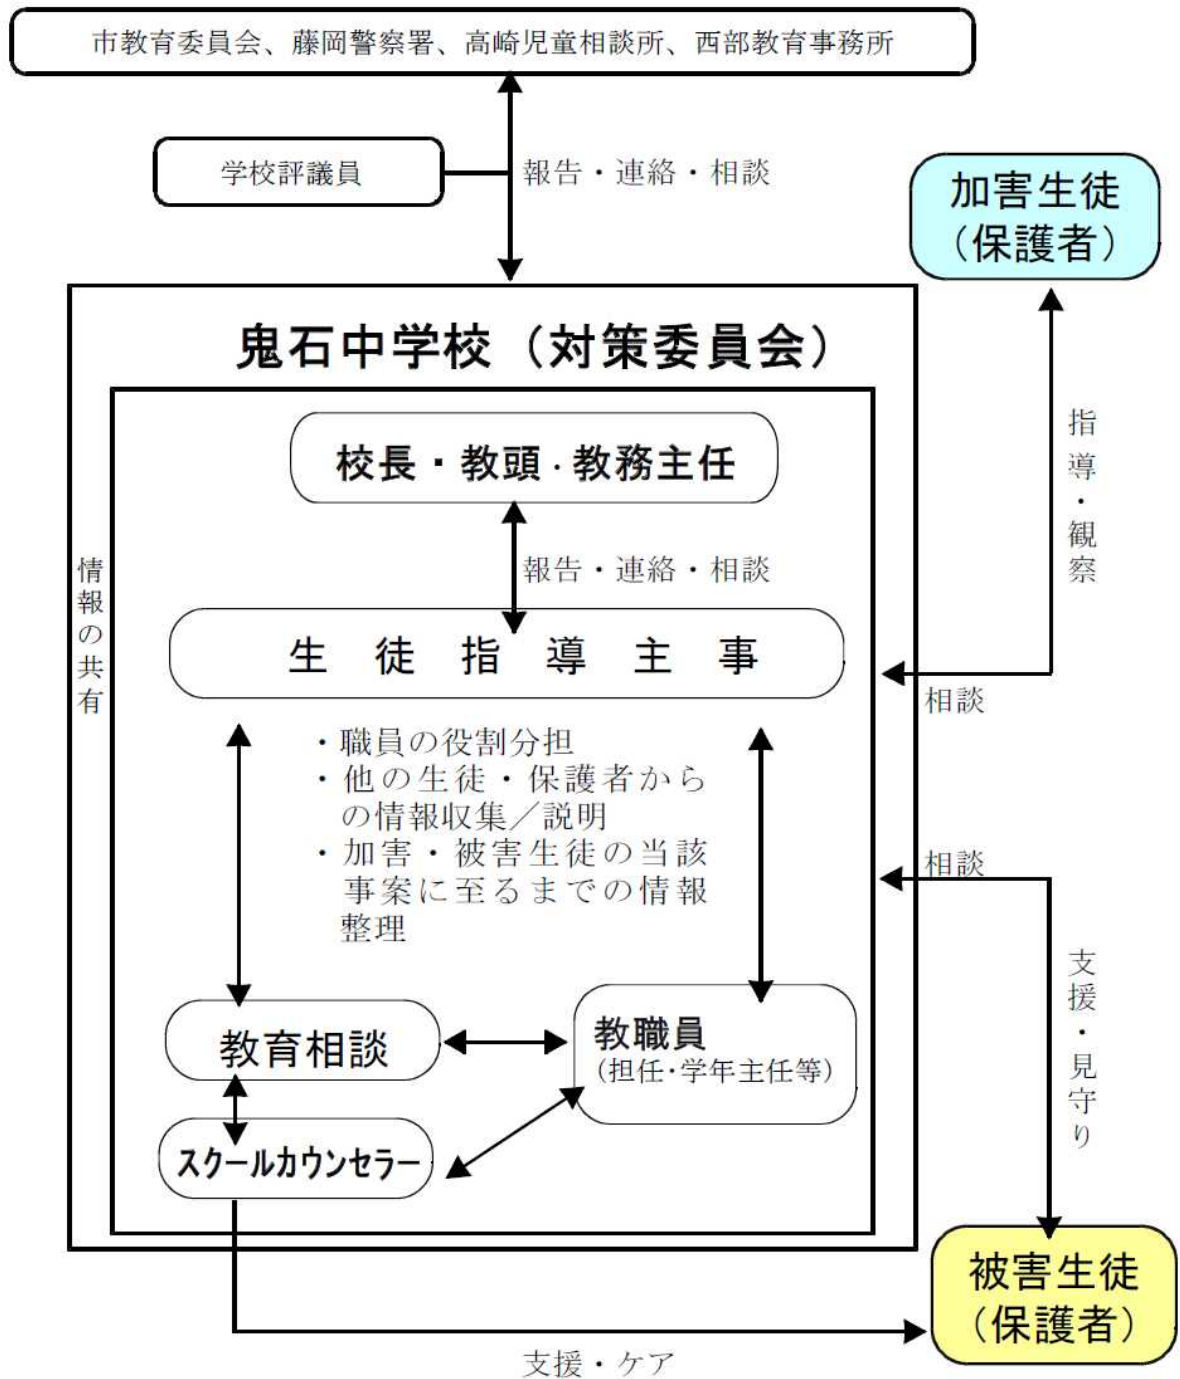 市教育委員会、藤岡警察署、高崎児童相談所、西部教育事務所
学校評議員
報告・連絡・相談
加害生徒
（保護者）
鬼石中学校（対策委員会）
校長・教頭・教務主任
指導・観察
情報の共有
報告・連絡・相談
生徒指導主事
相談
・職員の役割分担
・他の生徒・保護者から
の情報収集／説明
・加害・被害生徒の当該
事案に至るまでの情報
整理
相談
支援・見守り
教育相談
教職員
（担任・学年主任等）
スクールカウンセラー
被害生徒
（保護者）
支援・ケア